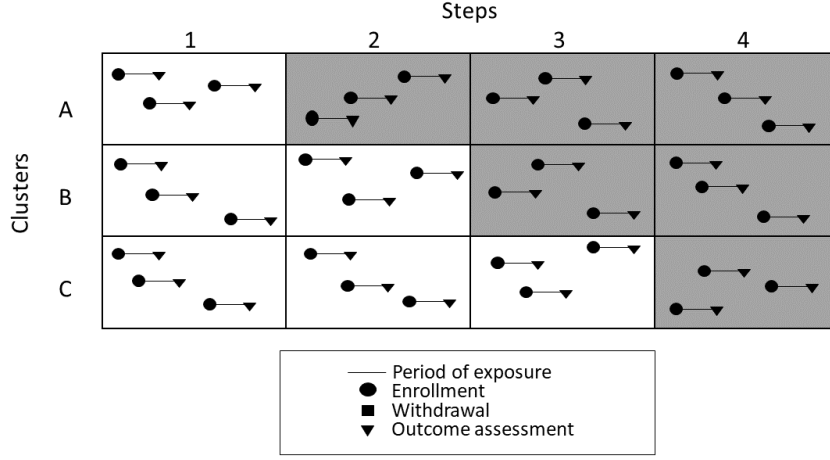 Steps
1 2 3 4
A
B
C
Clusters
Period of exposure
Enrollment
Withdrawal
Outcome assessment